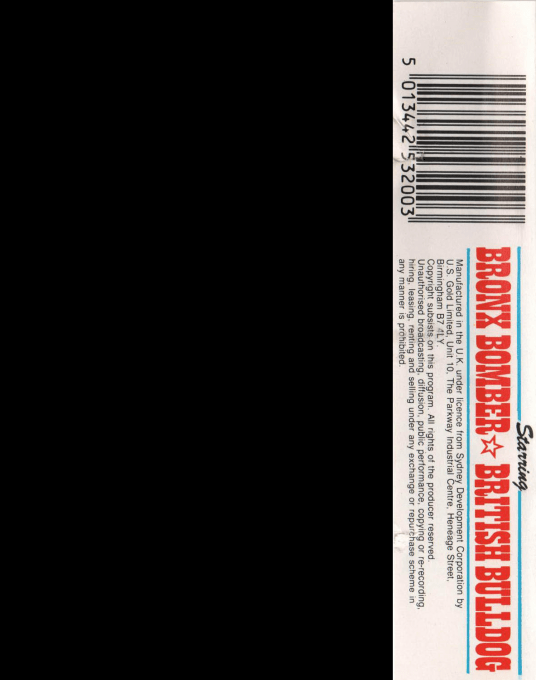 Starring
BRONX BOMBER☆ BRITISH BULLDOG
Manufactured in the U.K. under licence from Sydney Development Corporation by
U.S. Gold Limited, Unit 10, The Parkway Industrial Centre, Heneage Street,
Birmingham B7 4LY.
Copyright subsists on this program. All rights of the producer reserved.
Unauthorised broadcasting, diffusion, public performance, copying or re-recording,
hiring, leasing, renting and selling under any exchange or repurchase scheme in
any manner is prohibited.
5 013442 532003